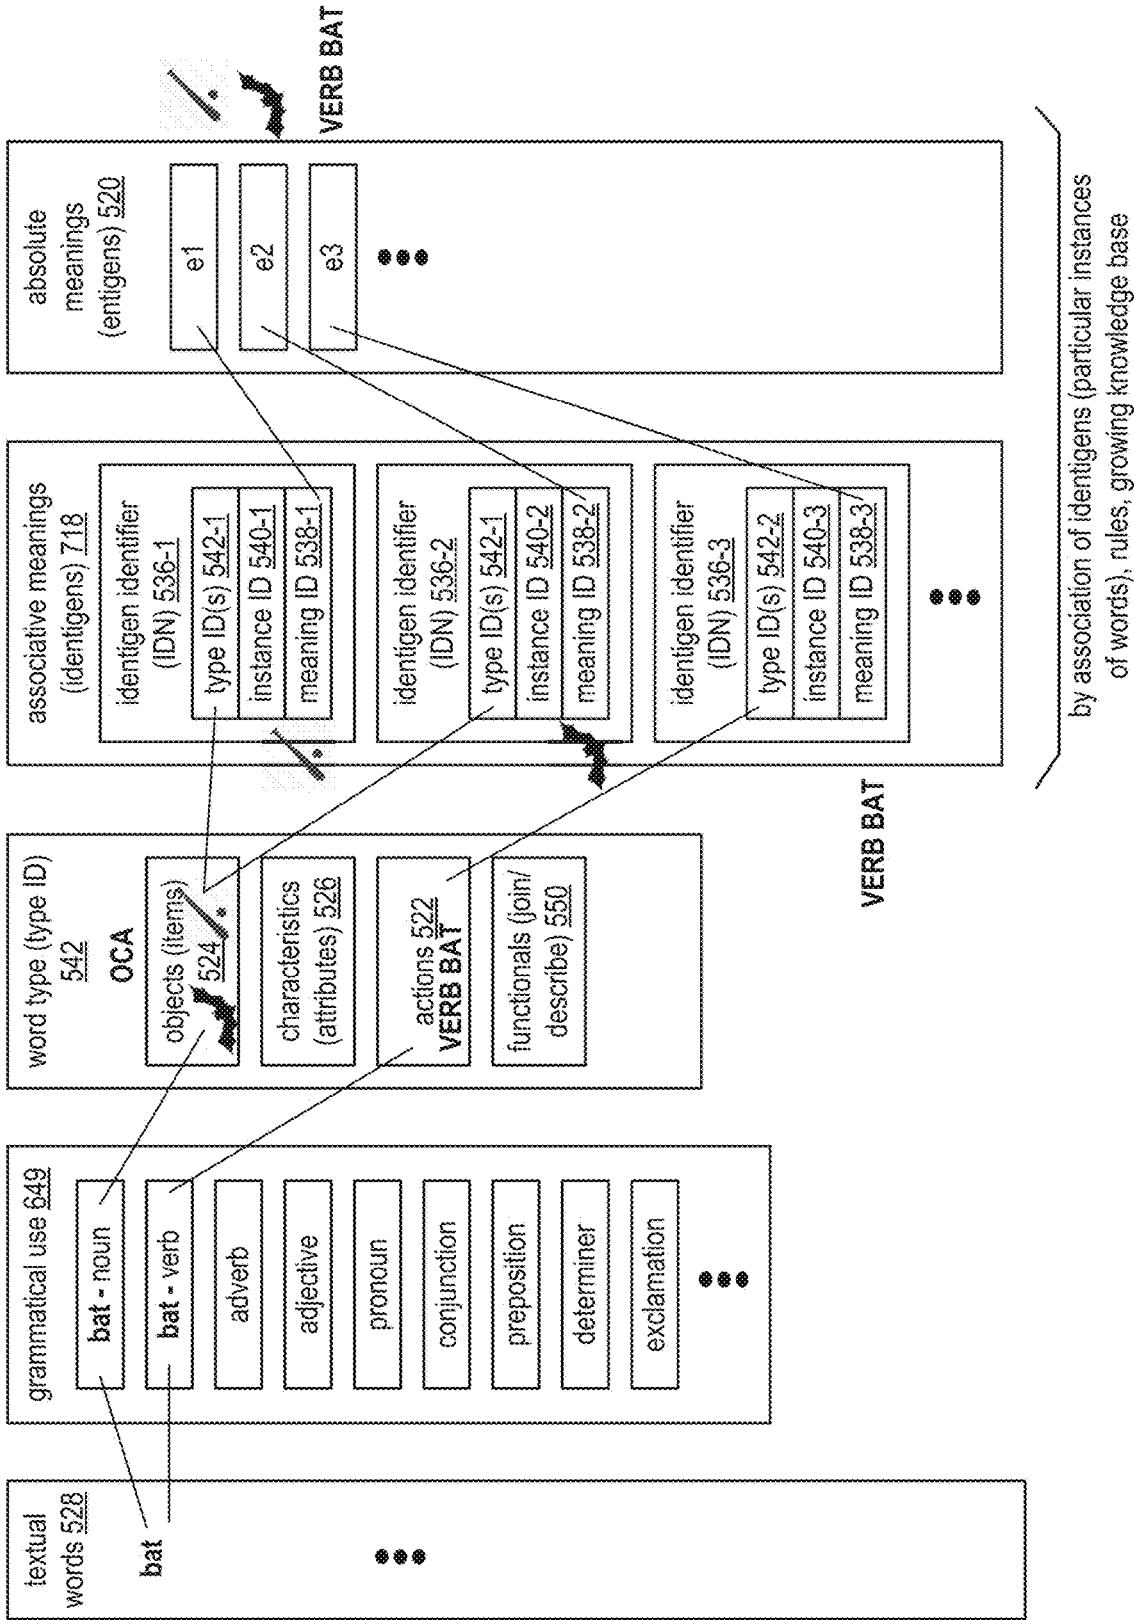 textual
words 528
bat
grammatical use 649
bat - noun
bat - verb
adverb
adjective
pronoun
conjunction
preposition
determiner
exclamation
word type (type ID)
542
OCA
objects (items)
524
characteristics
(attributes) 526
actions 522
VERB BAT
functionals (join/
describe) 550
associative meanings
(identigens) 718
identigen identifier
(IDN) 536-1
type ID(s) 542-1
instance ID 540-1
meaning ID 538-1
identigen identifier
(IDN) 536-2
type ID(s) 542-1
instance ID 540-2
meaning ID 538-2
identigen identifier
(IDN) 536-3
type ID(s) 542-2
instance ID 540-3
meaning ID 538-3
VERB BAT
absolute
meanings
(entigens) 520
e1
e2
e3
VERB BAT
by association of identigens (particular instances
of words), rules, growing knowledge base